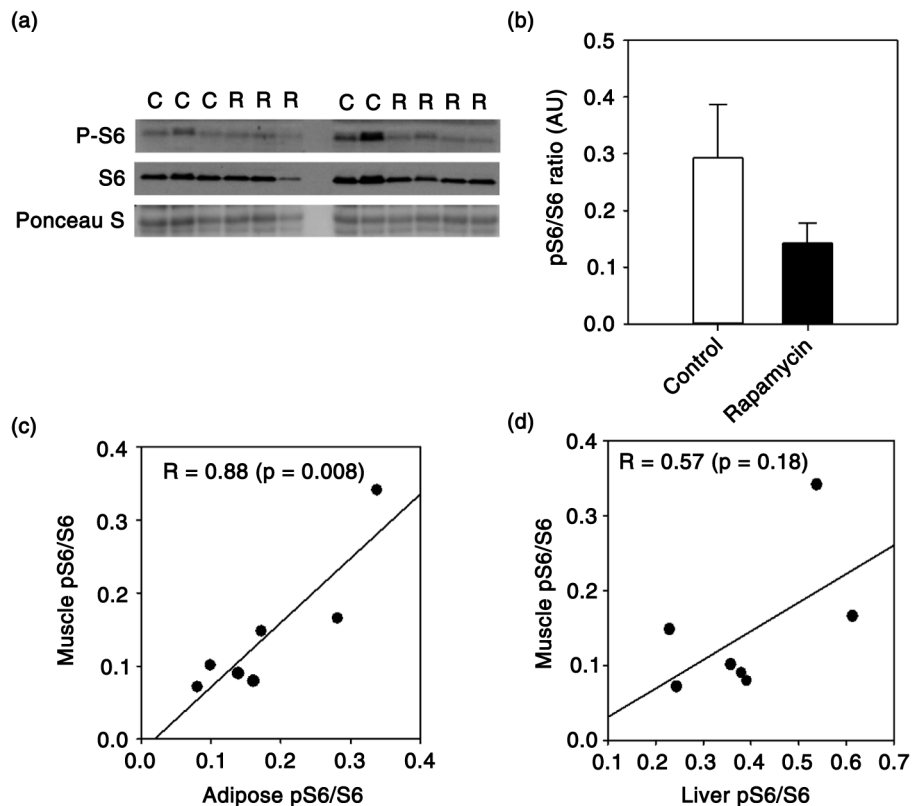 (a)
C C C R R R C C R R R R
P-S6
S6
Ponceau S
(b)
0.5
0.4
0.3
0.2
0.1
0.0
pS6/S6 ratio (AU)
Control
Rapamycin
(c)
R = 0.88 (p = 0.008)
0.4
0.3
0.2
0.1
0.0
Muscle pS6/S6
0.0 0.1 0.2 0.3 0.4
Adipose pS6/S6
(d)
R = 0.57 (p = 0.18)
0.4
0.3
0.2
0.1
0.0
Muscle pS6/S6
0.1 0.2 0.3 0.4 0.5 0.6 0.7
Liver pS6/S6